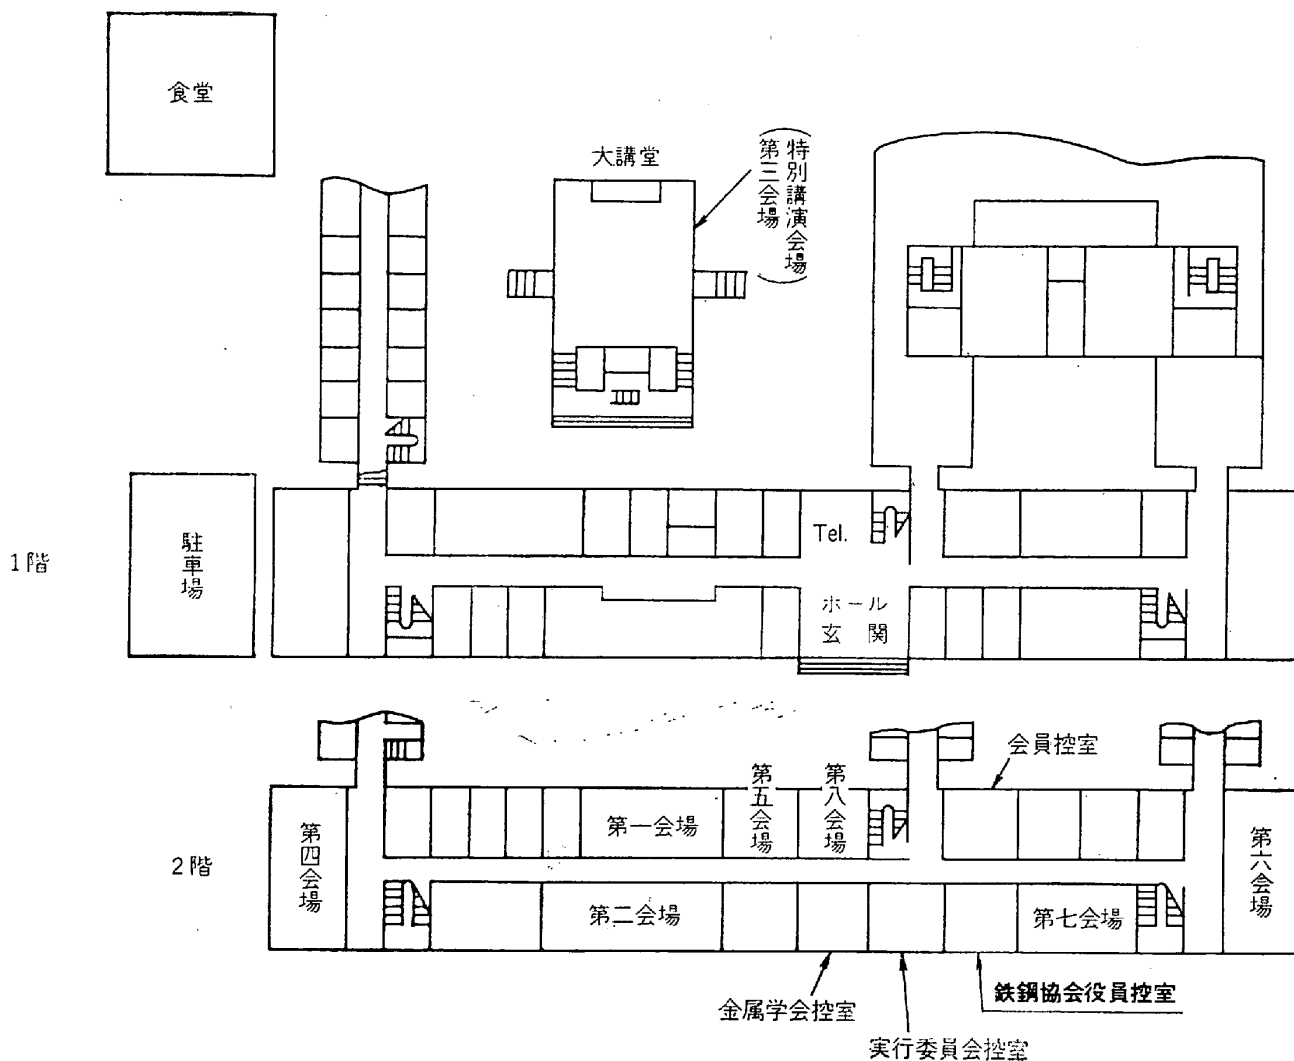 食堂
大講堂
(特別講演会場
第三会場)
1階
駐車場
Tel.
ホール
玄関
会員控室
2階
第四会場
第一会場
第五会場
第八会場
第六会場
第二会場
第七会場
金属学会控室
実行委員会控室
鉄鋼協会役員控室